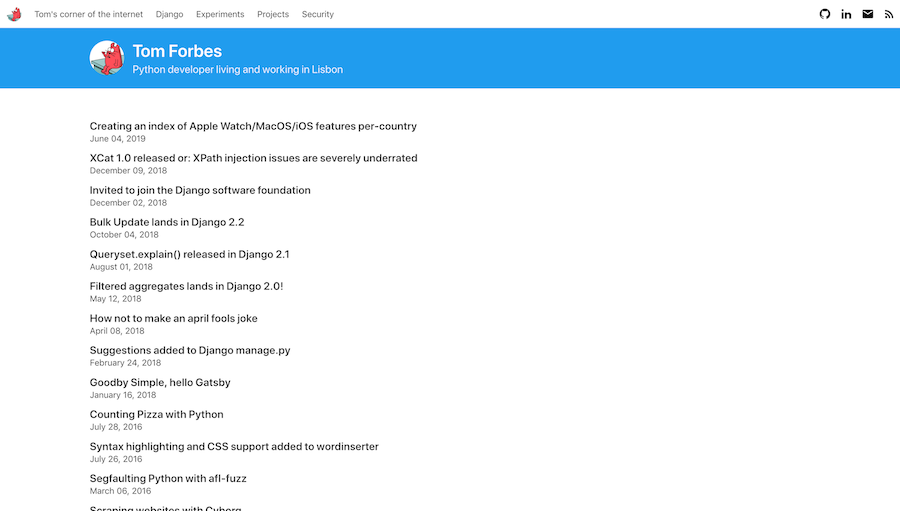 Tom's corner of the internet Django Experiments Projects Security
Tom Forbes
Python developer living and working in Lisbon
Creating an index of Apple Watch/MacOS/iOS features per-country
June 04, 2019
XCat 1.0 released or: XPath injection issues are severely underrated
December 09, 2018
Invited to join the Django software foundation
December 02, 2018
Bulk Update lands in Django 2.2
October 04, 2018
Queryset.explain() released in Django 2.1
August 01, 2018
Filtered aggregates lands in Django 2.0!
May 12, 2018
How not to make an april fools joke
April 08, 2018
Suggestions added to Django manage.py
February 24, 2018
Goodby Simple, hello Gatsby
January 16, 2018
Counting Pizza with Python
July 28, 2016
Syntax highlighting and CSS support added to wordinserter
July 26, 2016
Segfaulting Python with afl-fuzz
March 06, 2016
Scraping websites with Cyborg